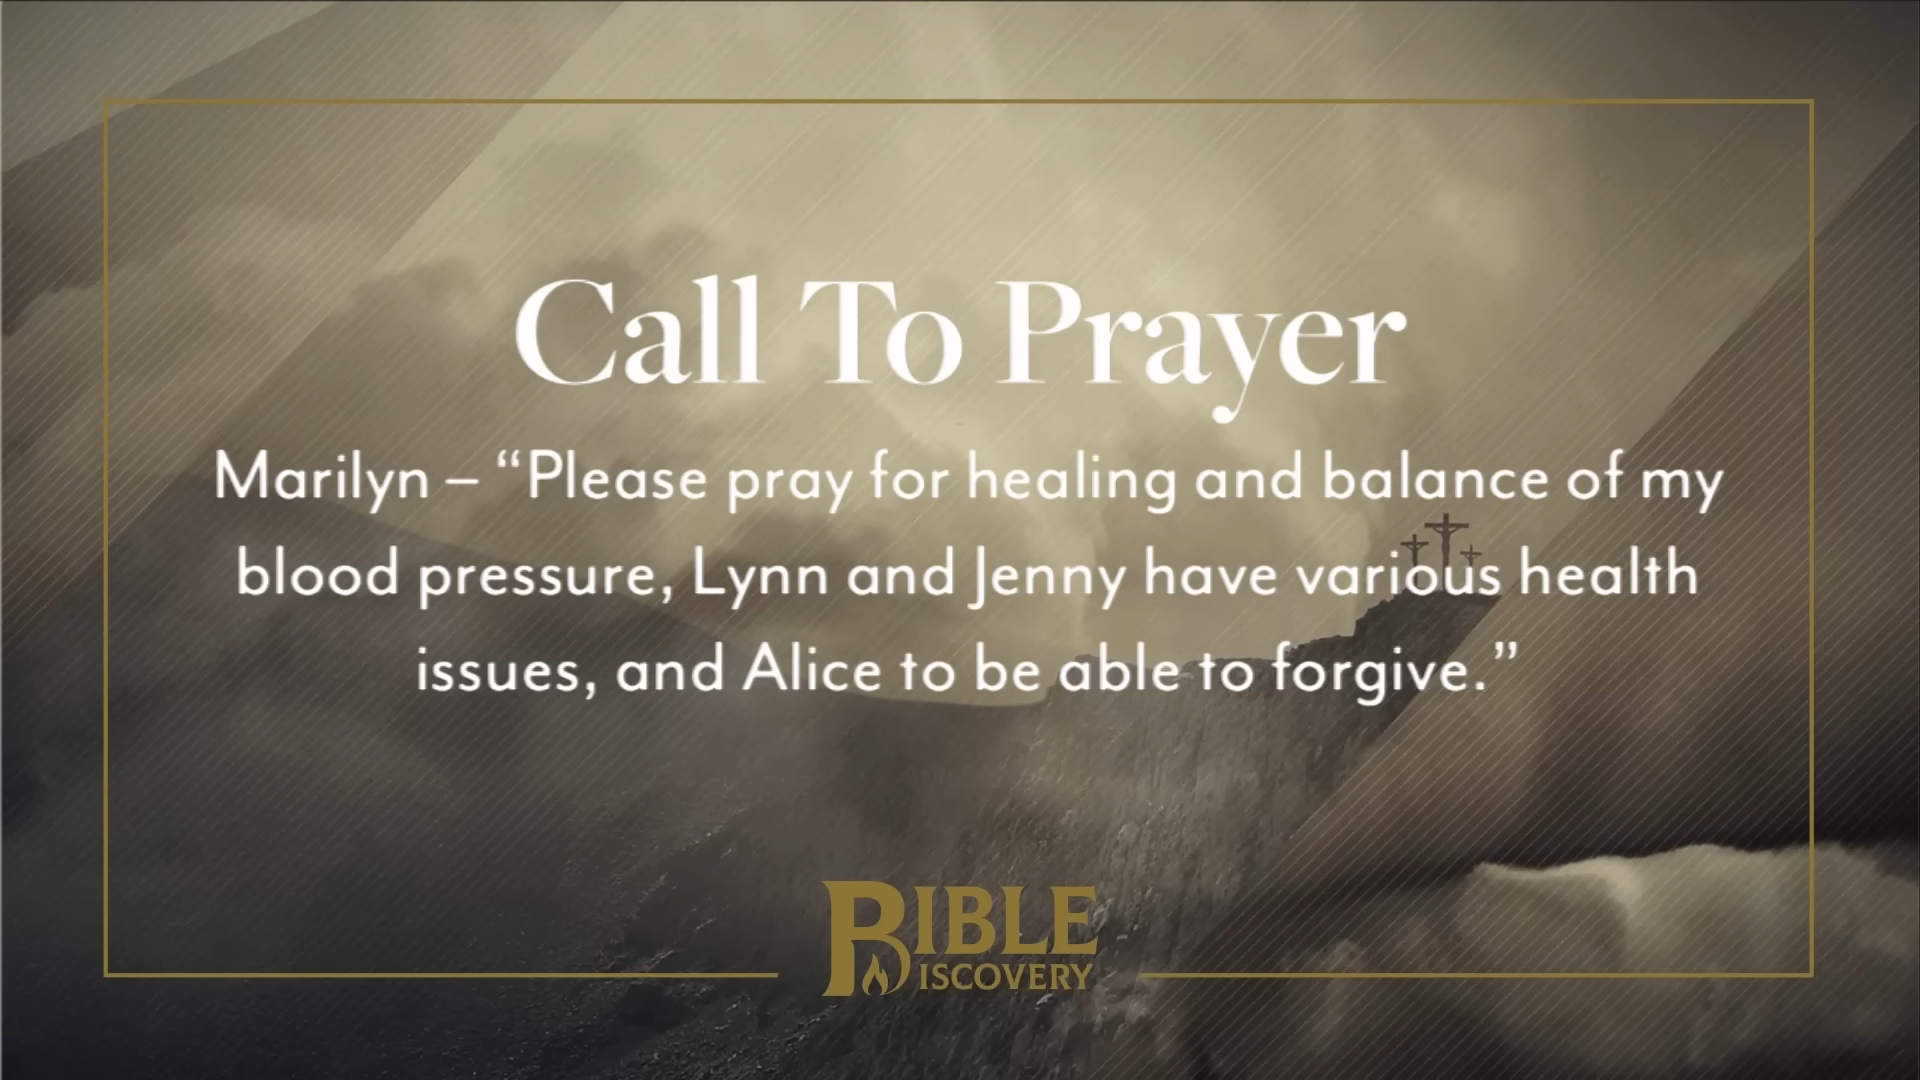 Call To Prayer
Marilyn – “Please pray for healing and balance of my
blood pressure, Lynn and Jenny have various health
issues, and Alice to be able to forgive.”
BIBLE
DISCOVERY